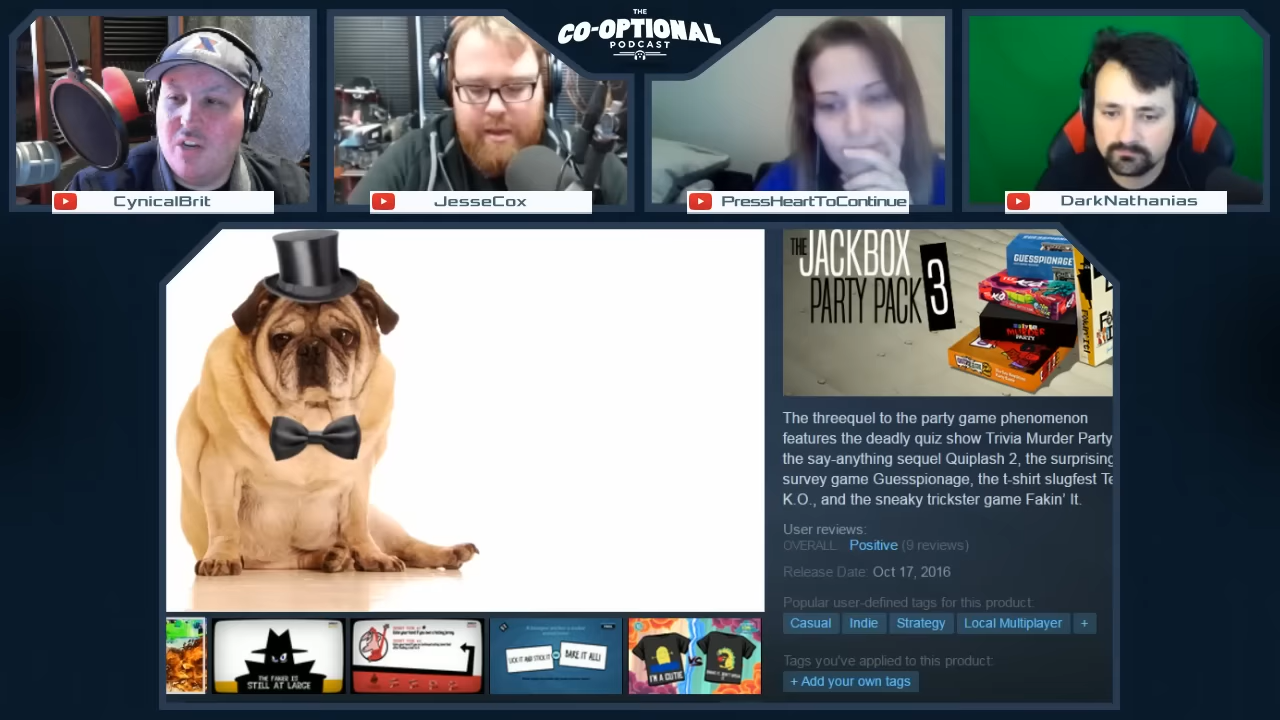 THE
CO-OPTIONAL
PODCAST
CynicalBrit
JesseCox
PressHeartToContinue
DarkNathanias
THE
JACKBOX
PARTY PACK
3
GUESSPIONAGE
The threequel to the party game phenomenon
features the deadly quiz show Trivia Murder Party,
the say-anything sequel Quiplash 2, the surprising
survey game Guesspionage, the t-shirt slugfest Te
K.O., and the sneaky trickster game Fakin' It.
User reviews:
OVERALL: Positive (9 reviews)
Release Date: Oct 17, 2016
Popular user-defined tags for this product:
Casual Indie Strategy Local Multiplayer +
Tags you've applied to this product:
+ Add your own tags
THE FAKER IS
STILL AT LARGE
LICK IT AND STICK IT
OR
BAKE IT ALL!
I'M A CUTIE